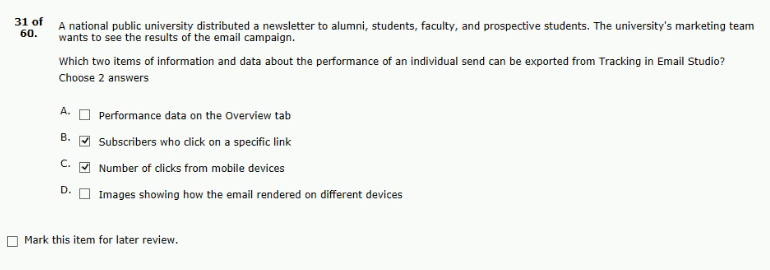 31 of
60.
A national public university distributed a newsletter to alumni, students, faculty, and prospective students. The university's marketing team
wants to see the results of the email campaign.
Which two items of information and data about the performance of an individual send can be exported from Tracking in Email Studio?
Choose 2 answers
A. Performance data on the Overview tab
B. Subscribers who click on a specific link
C. Number of clicks from mobile devices
D. Images showing how the email rendered on different devices
Mark this item for later review.